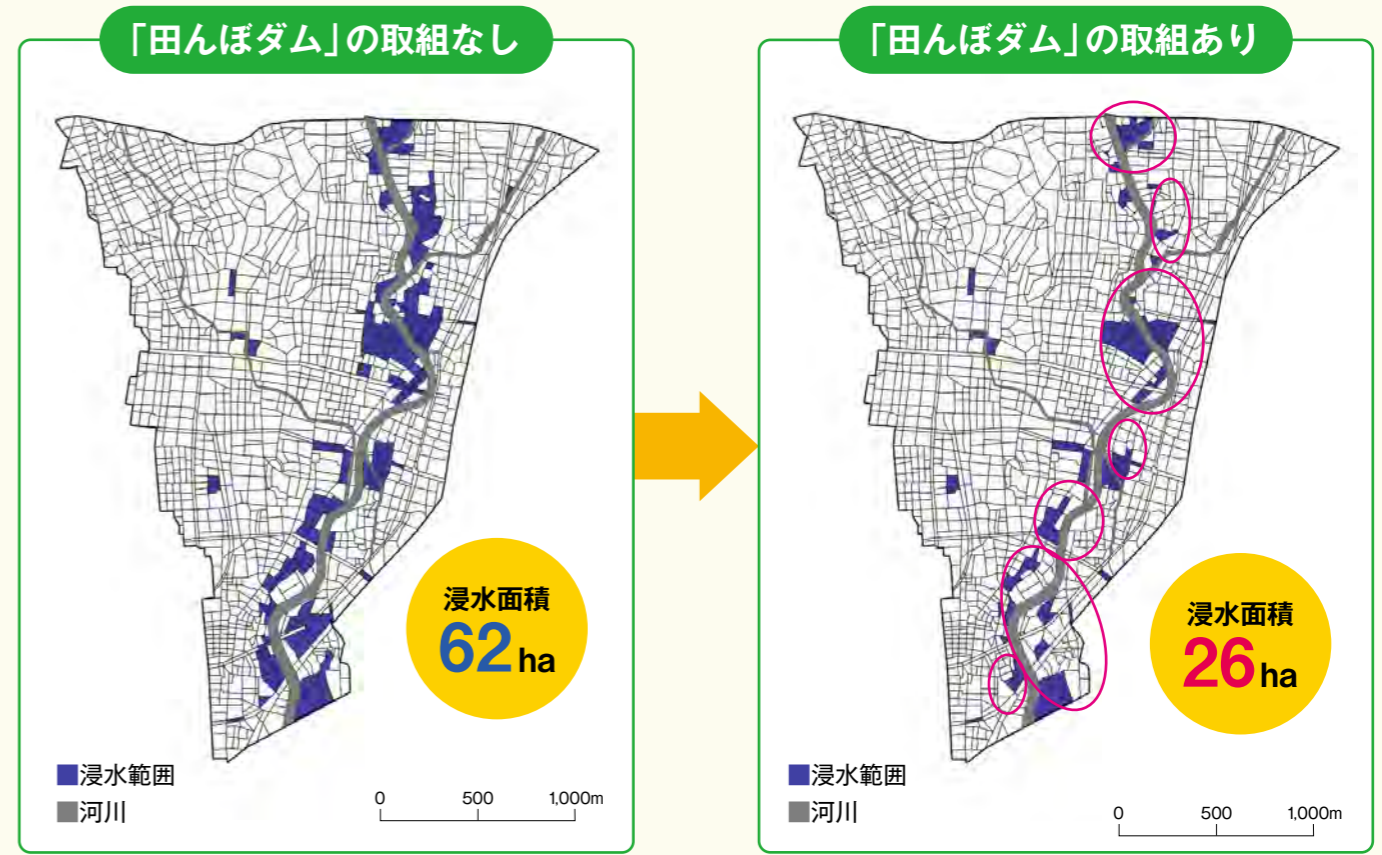 「田んぼダム」の取組なし
浸水面積
62ha
■浸水範囲
■河川
0 500 1,000m
「田んぼダム」の取組あり
浸水面積
26ha
■浸水範囲
■河川
0 500 1,000m